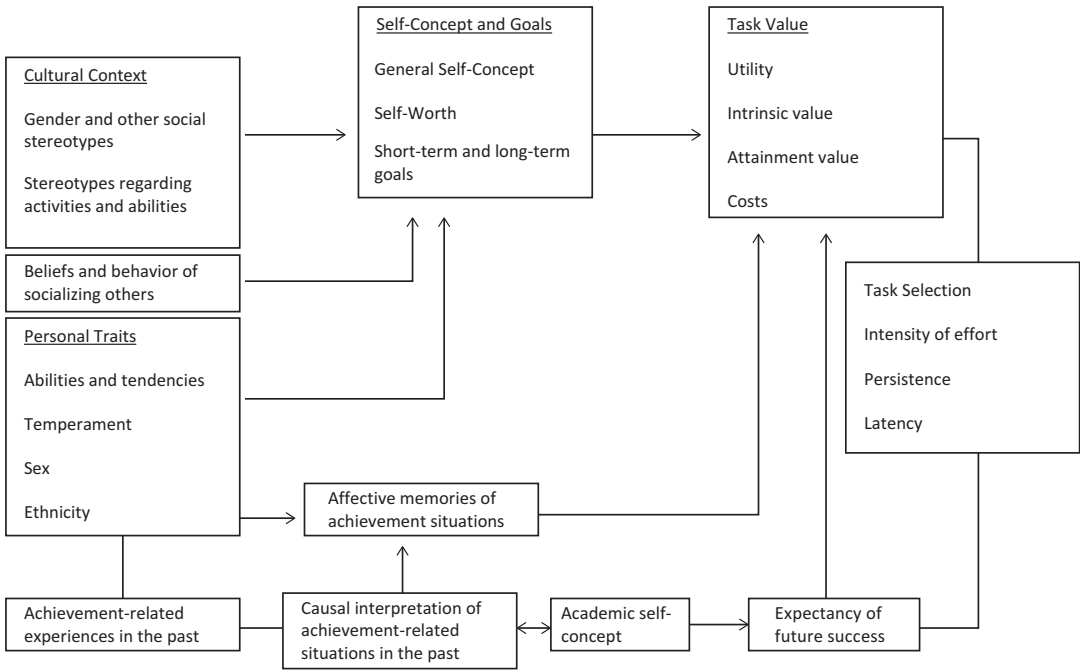 Cultural Context
Gender and other social
stereotypes
Stereotypes regarding
activities and abilities
Beliefs and behavior of
socializing others
Personal Traits
Abilities and tendencies
Temperament
Sex
Ethnicity
Achievement-related
experiences in the past
Self-Concept and Goals
General Self-Concept
Self-Worth
Short-term and long-term
goals
Affective memories of
achievement situations
Causal interpretation of
achievement-related
situations in the past
Academic self-
concept
Task Value
Utility
Intrinsic value
Attainment value
Costs
Expectancy of
future success
Task Selection
Intensity of effort
Persistence
Latency